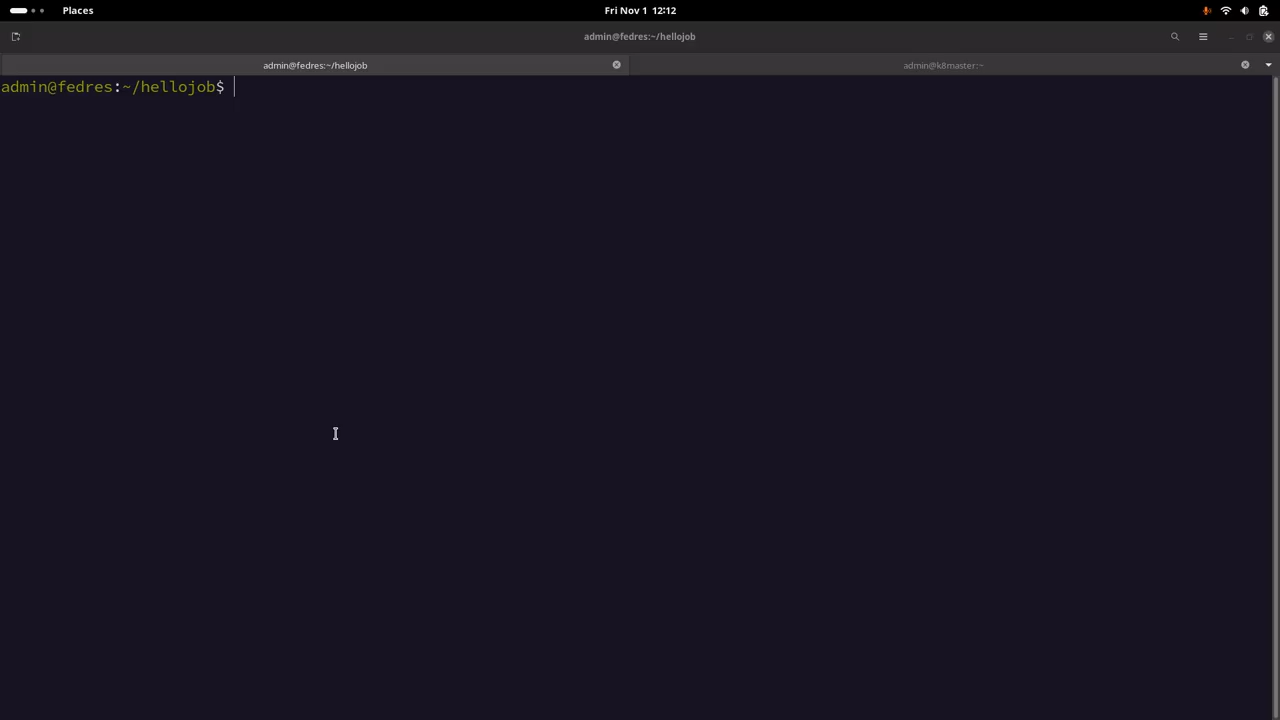 Places
Fri Nov 1 12:12
admin@fedres:~/hellojob
admin@fedres:~/hellojob
admin@k8master:~
admin@fedres:~/hellojob$